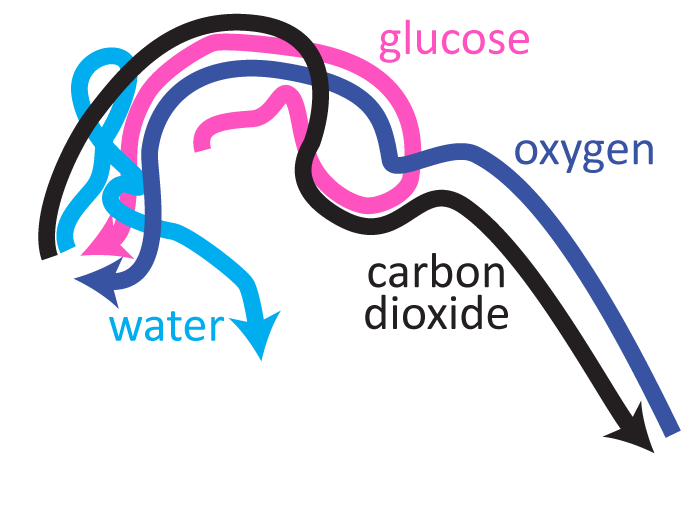 glucose
oxygen
carbon
dioxide
water